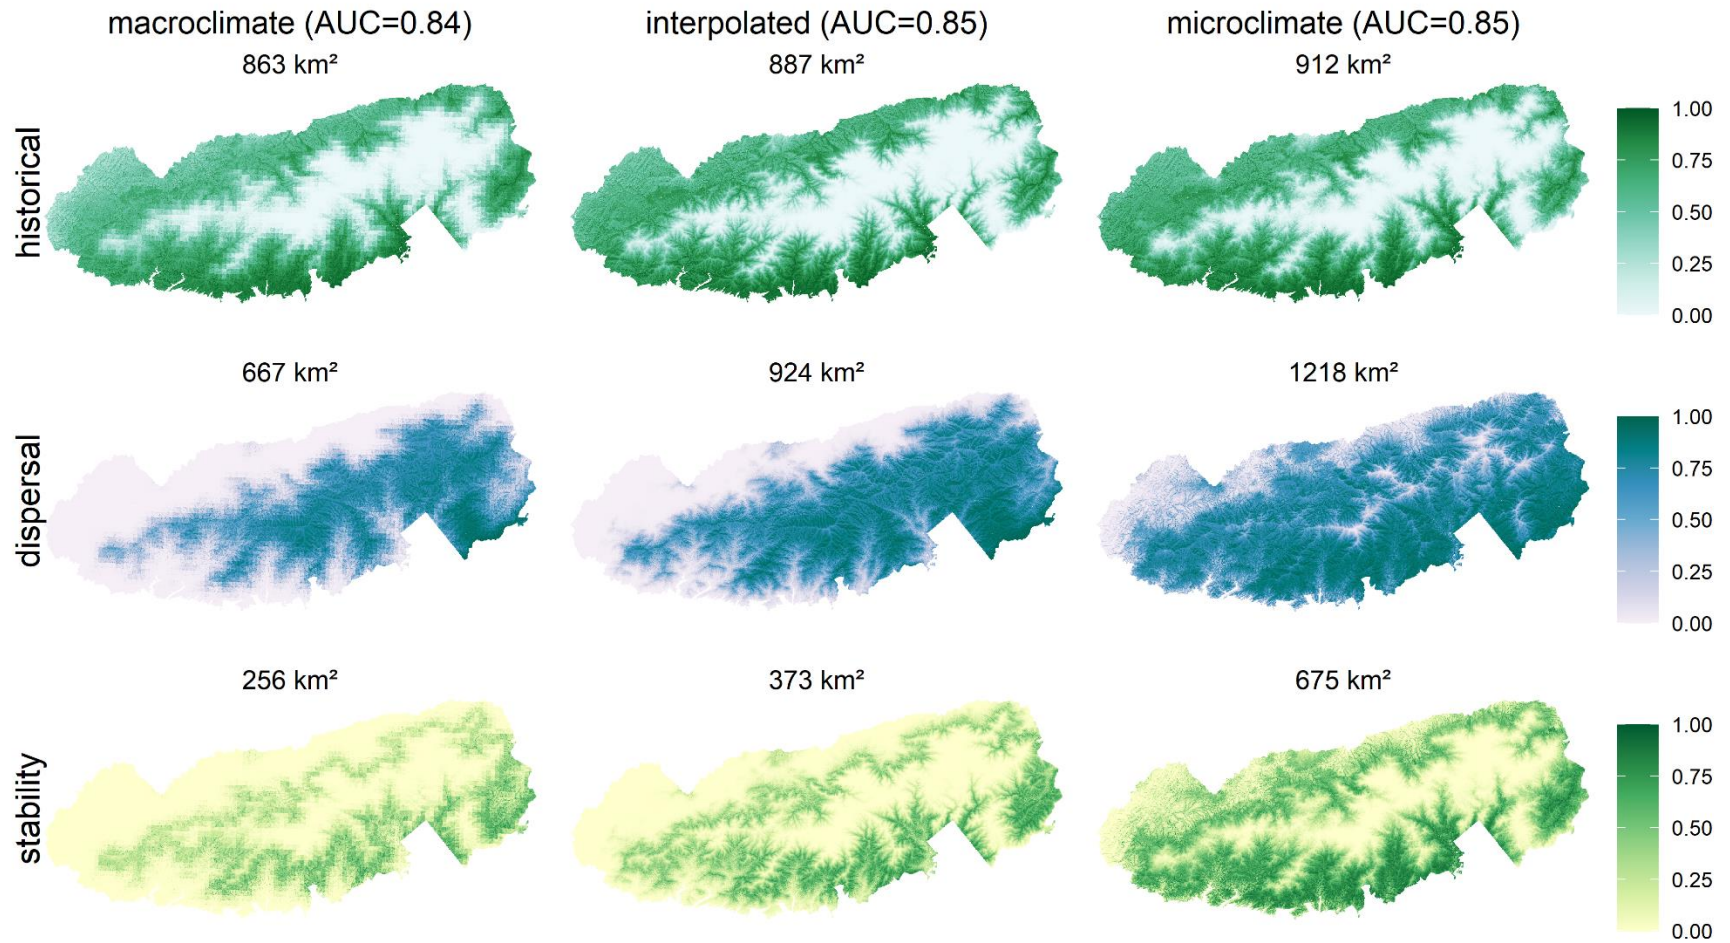 macroclimate (AUC=0.84)
interpolated (AUC=0.85)
microclimate (AUC=0.85)
863 km²
887 km²
912 km²
historical
1.00
0.75
0.50
0.25
0.00
667 km²
924 km²
1218 km²
dispersal
1.00
0.75
0.50
0.25
0.00
256 km²
373 km²
675 km²
stability
1.00
0.75
0.50
0.25
0.00